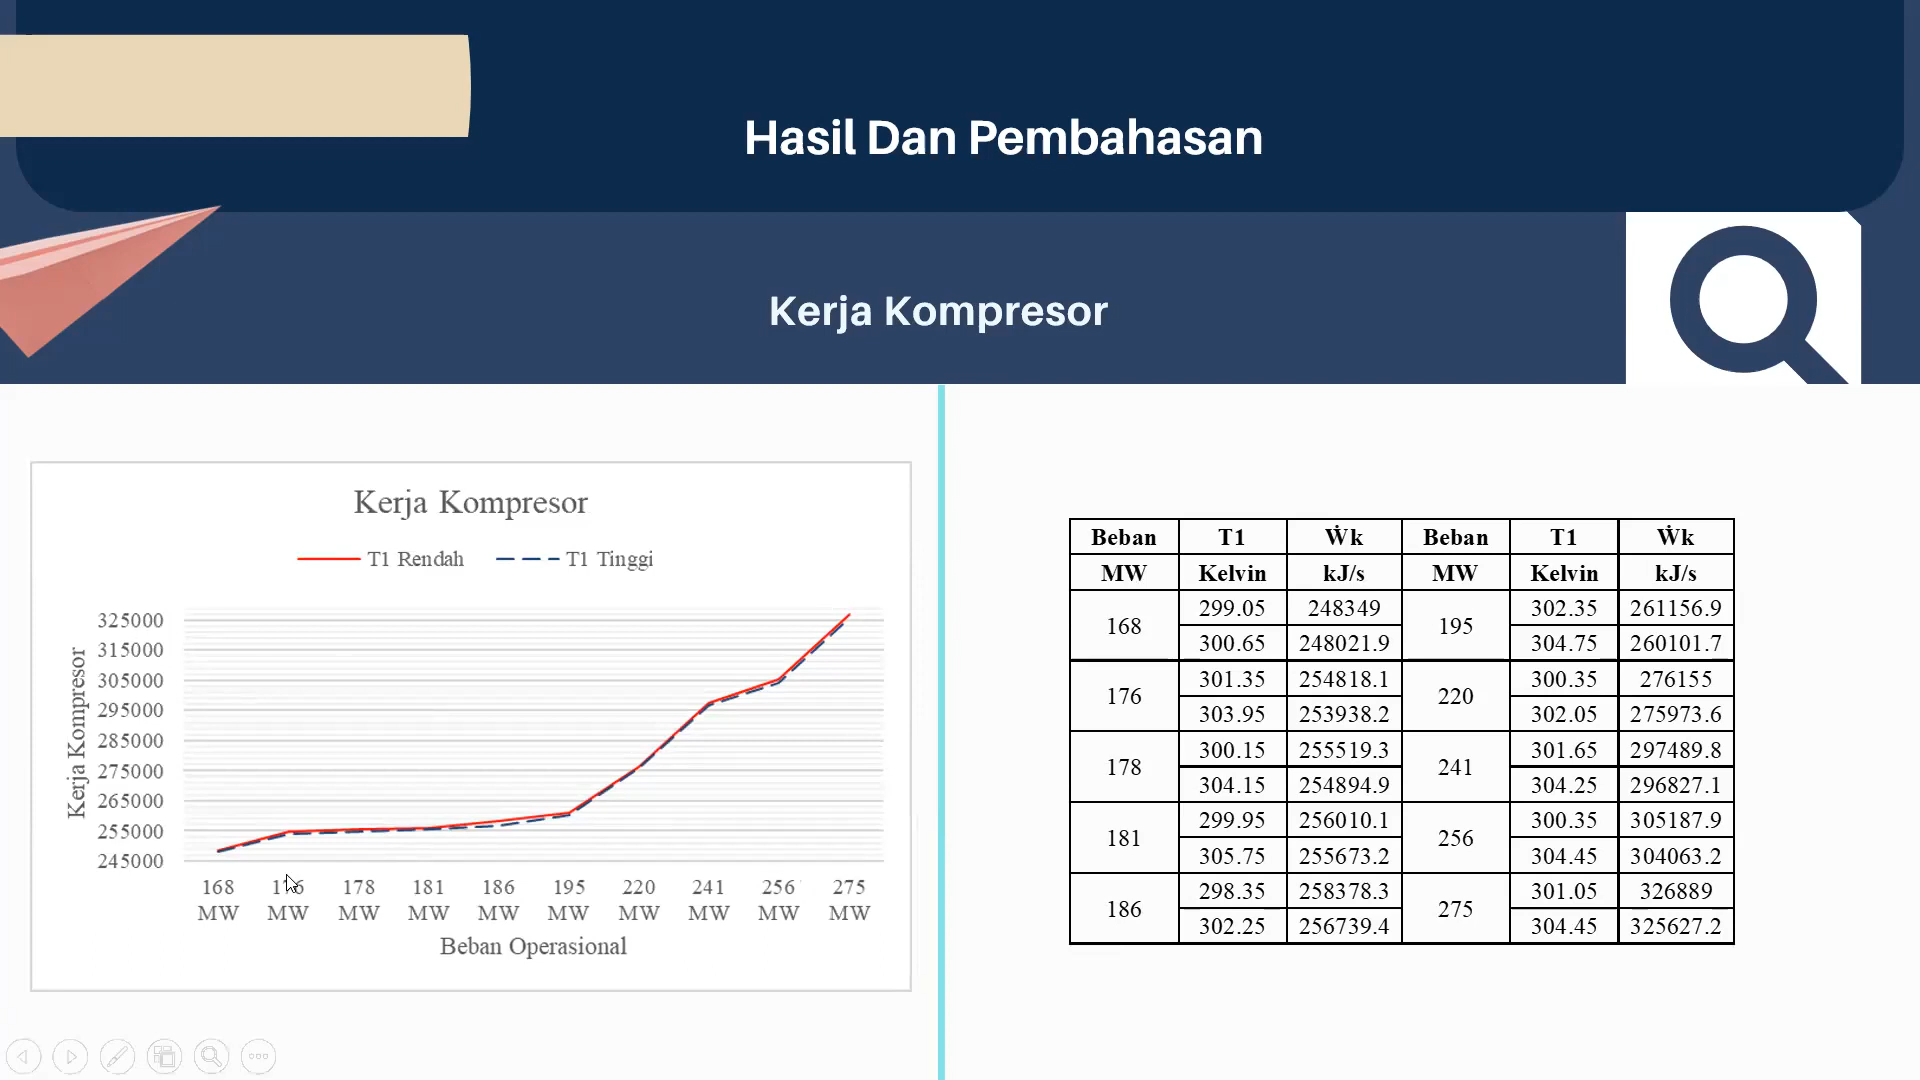 Hasil Dan Pembahasan
Kerja Kompresor
Kerja Kompresor
T1 Rendah T1 Tinggi
Kerja Kompresor
325000
315000
305000
295000
285000
275000
265000
255000
245000
168 MW
MW
178 MW
181 MW
186 MW
195 MW
220 MW
241 MW
256 MW
275 MW
Beban Operasional
Beban T1 Ẇk Beban T1 Ẇk
MW Kelvin kJ/s MW Kelvin kJ/s
168 299.05 248349 195 302.35 261156.9
300.65 248021.9 304.75 260101.7
176 301.35 254818.1 220 300.35 276155
303.95 253938.2 302.05 275973.6
178 300.15 255519.3 241 301.65 297489.8
304.15 254894.9 304.25 296827.1
181 299.95 256010.1 256 300.35 305187.9
305.75 255673.2 304.45 304063.2
186 298.35 258378.3 275 301.05 326889
302.25 256739.4 304.45 325627.2